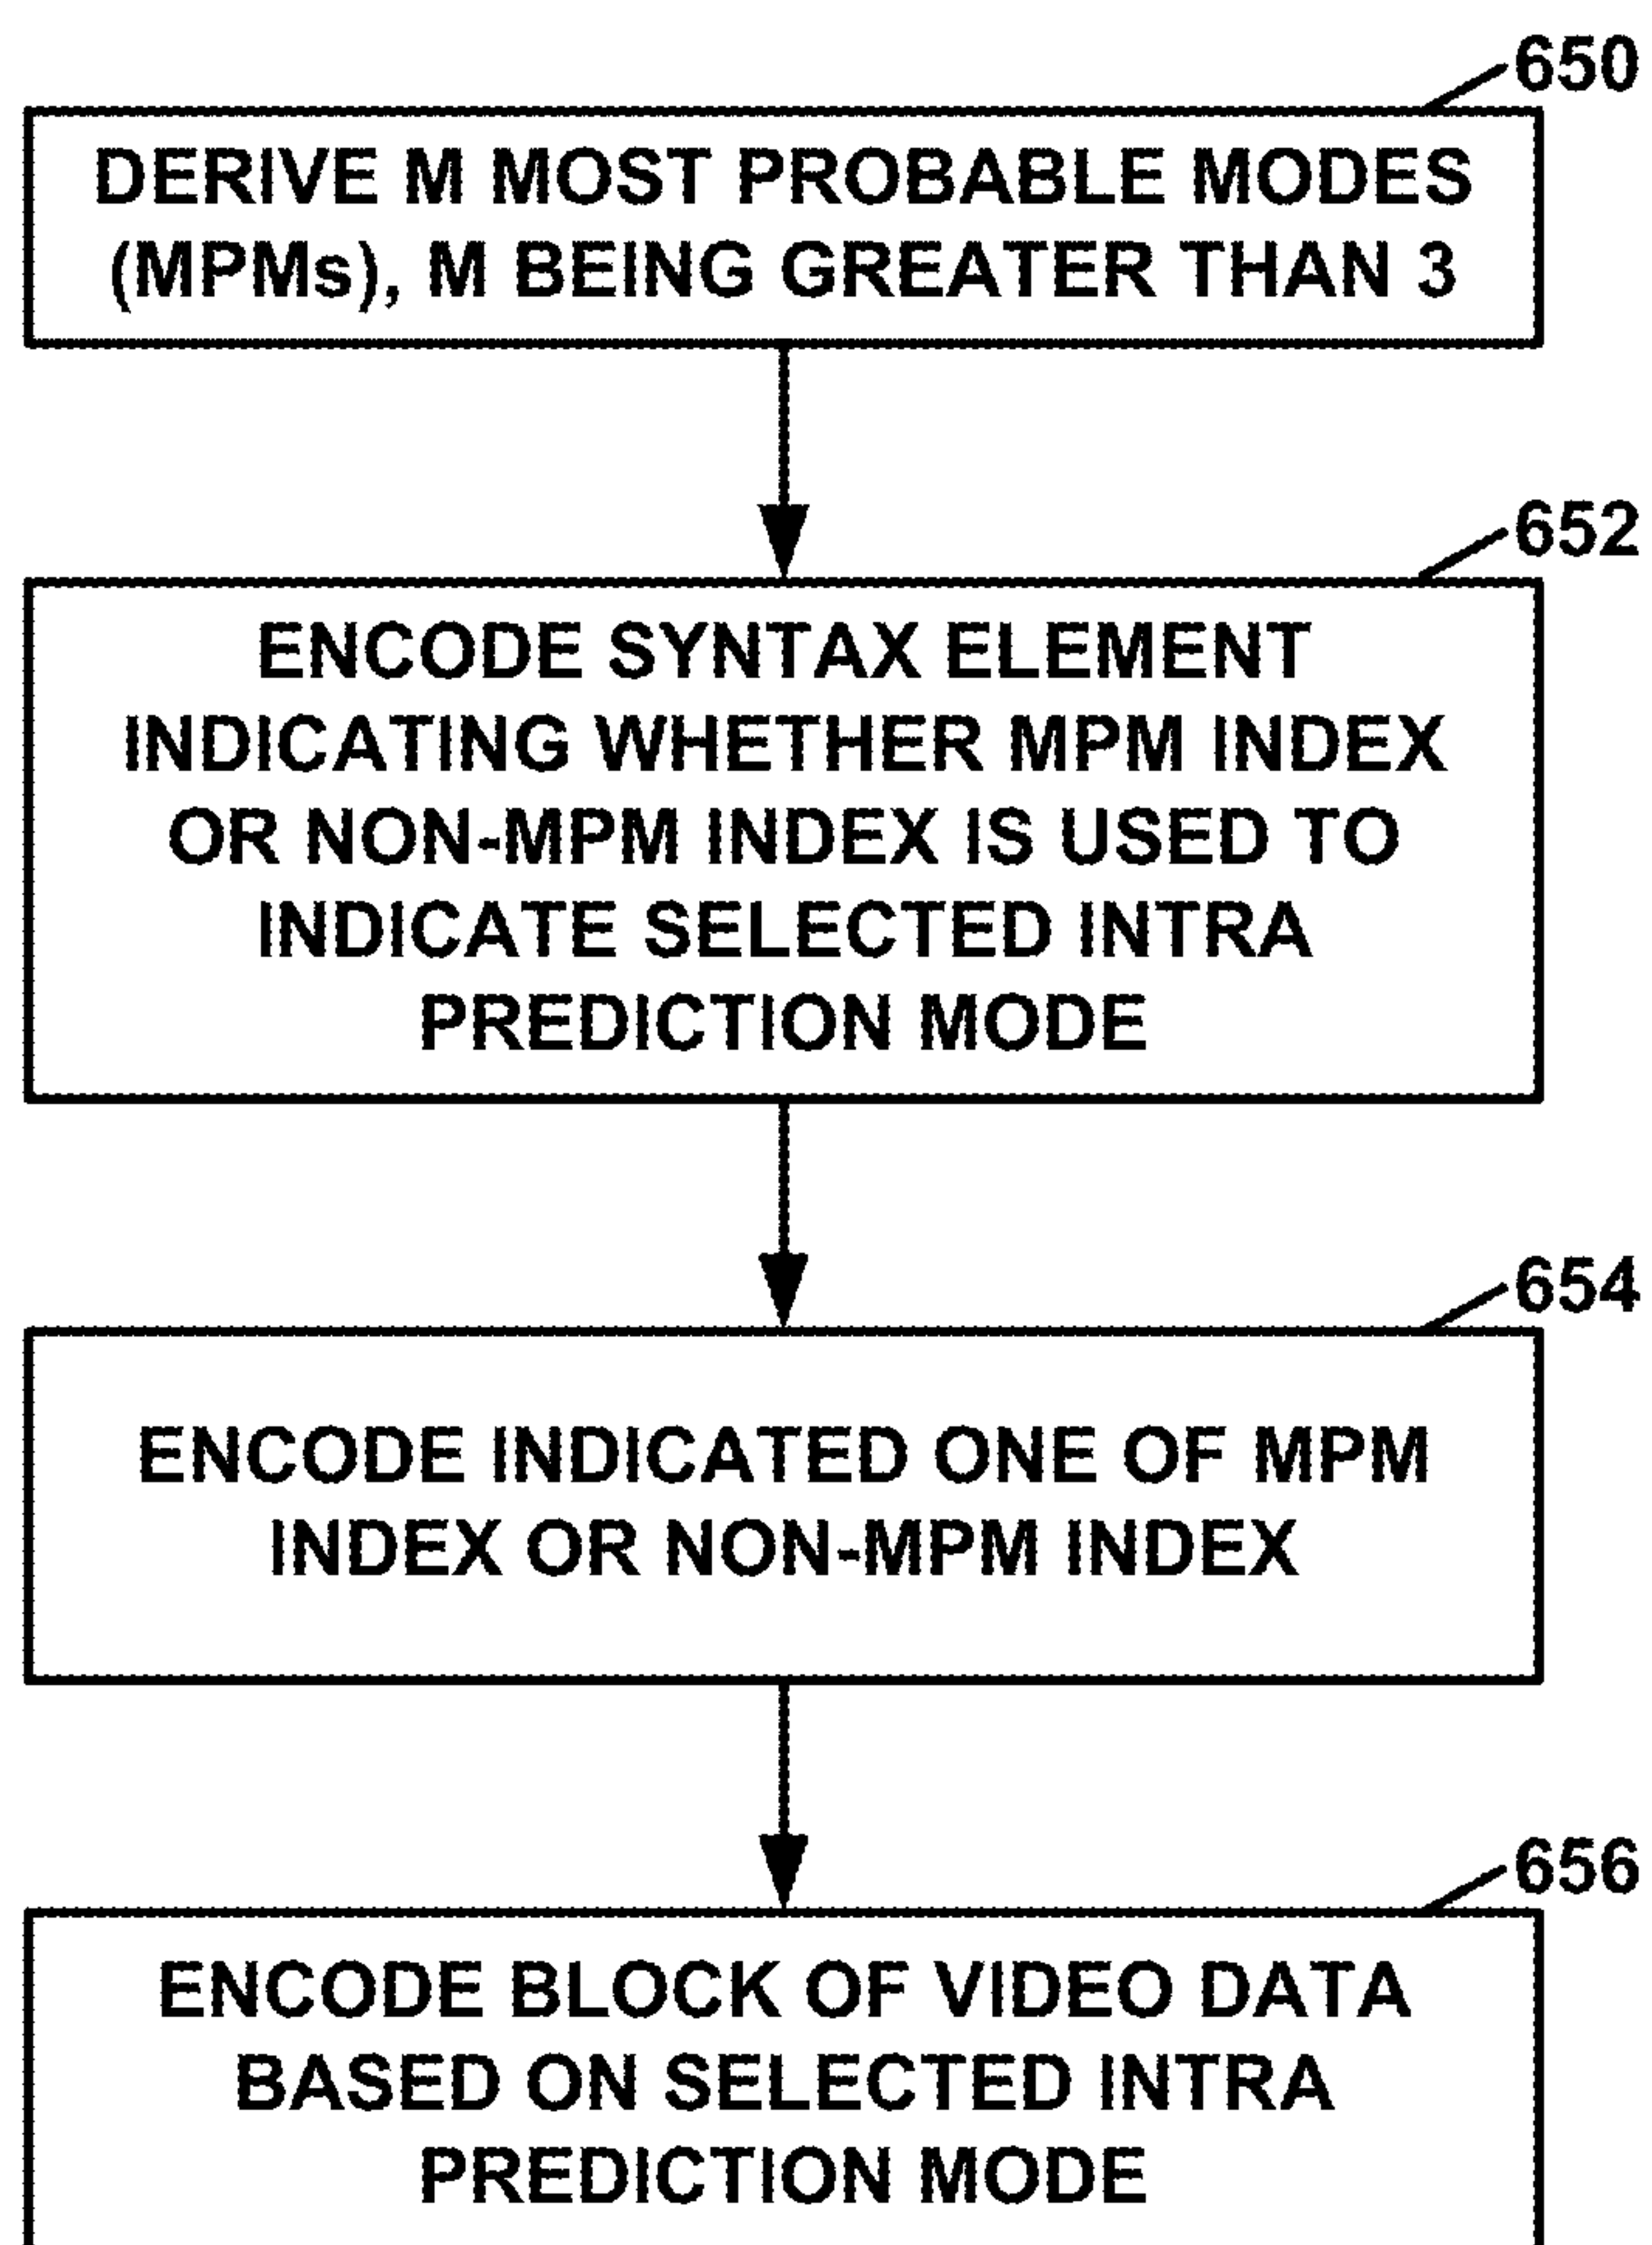 650
DERIVE M MOST PROBABLE MODES
(MPMs), M BEING GREATER THAN 3
652
ENCODE SYNTAX ELEMENT
INDICATING WHETHER MPM INDEX
OR NON-MPM INDEX IS USED TO
INDICATE SELECTED INTRA
PREDICTION MODE
654
ENCODE INDICATED ONE OF MPM
INDEX OR NON-MPM INDEX
656
ENCODE BLOCK OF VIDEO DATA
BASED ON SELECTED INTRA
PREDICTION MODE